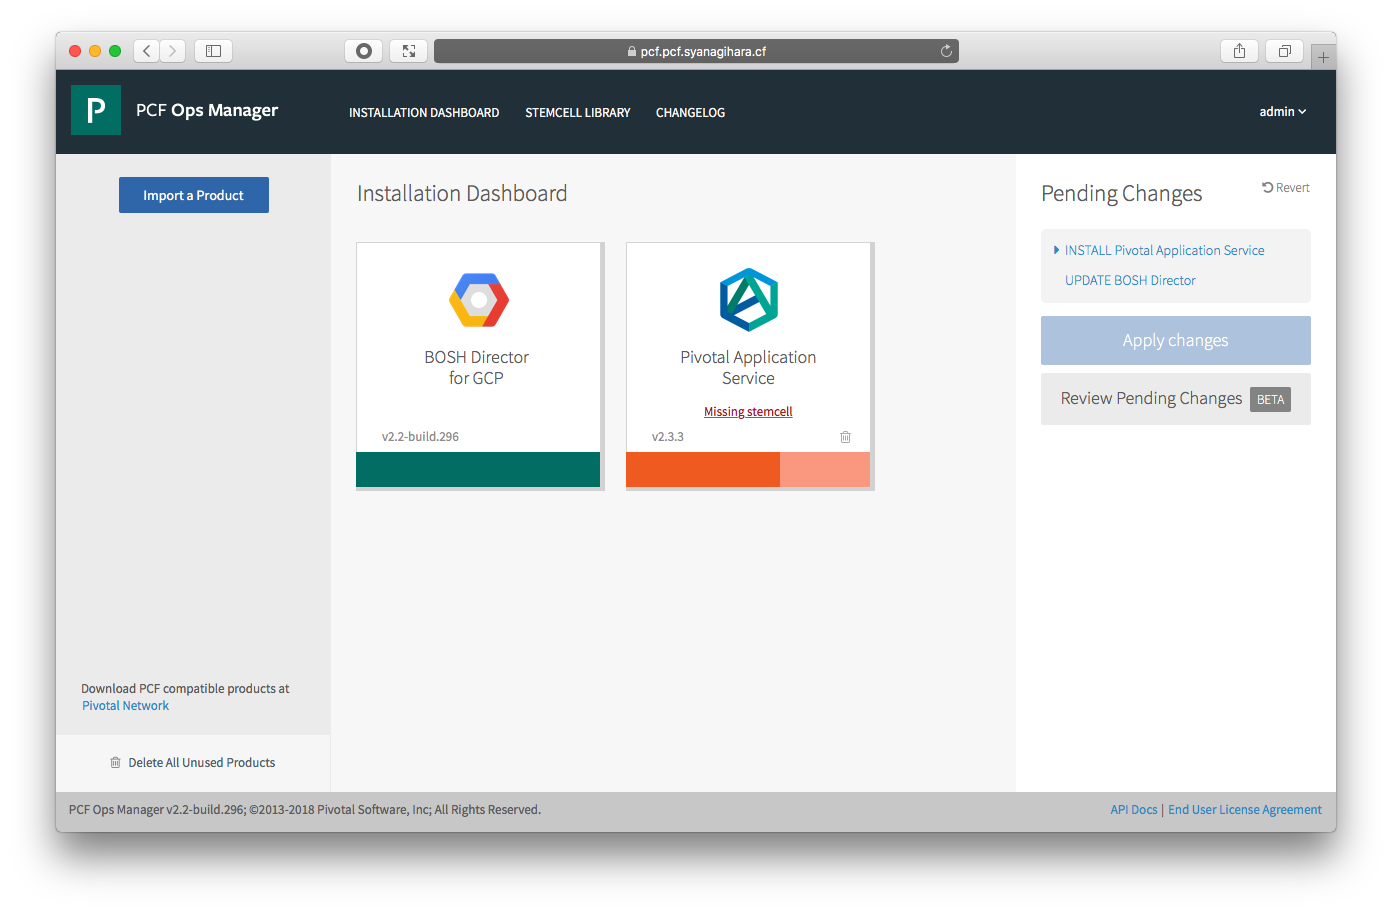 pcf.pcf.syanagihara.cf
P
PCF Ops Manager
INSTALLATION DASHBOARD
STEMCELL LIBRARY
CHANGELOG
admin
Import a Product
Installation Dashboard
BOSH Director
for GCP
v2.2-build.296
Pivotal Application
Service
Missing stemcell
v2.3.3
Pending Changes
Revert
INSTALL Pivotal Application Service
UPDATE BOSH Director
Apply changes
Review Pending Changes BETA
Download PCF compatible products at
Pivotal Network
Delete All Unused Products
PCF Ops Manager v2.2-build.296; ©2013-2018 Pivotal Software, Inc; All Rights Reserved.
API Docs | End User License Agreement